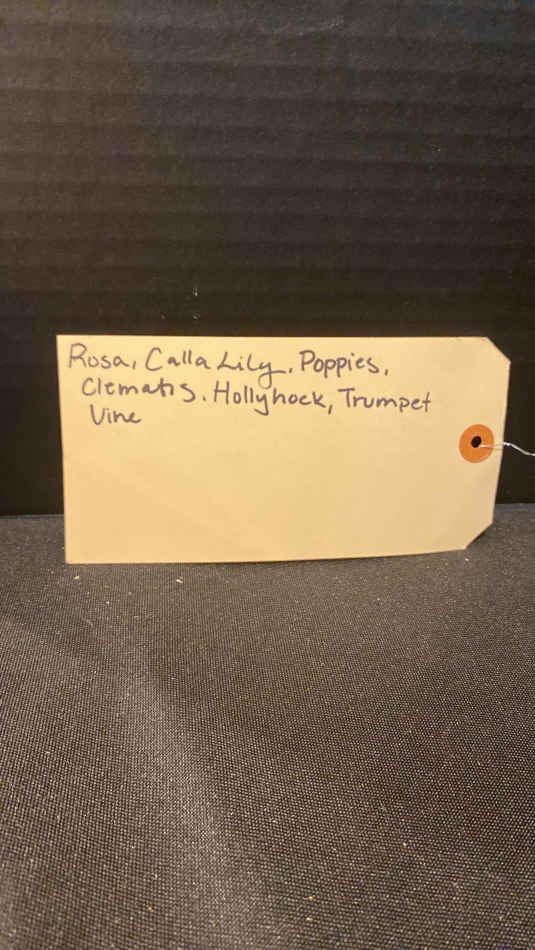 Rosa, Calla Lily, Poppies,
Clematis, Hollyhock, Trumpet
Vine